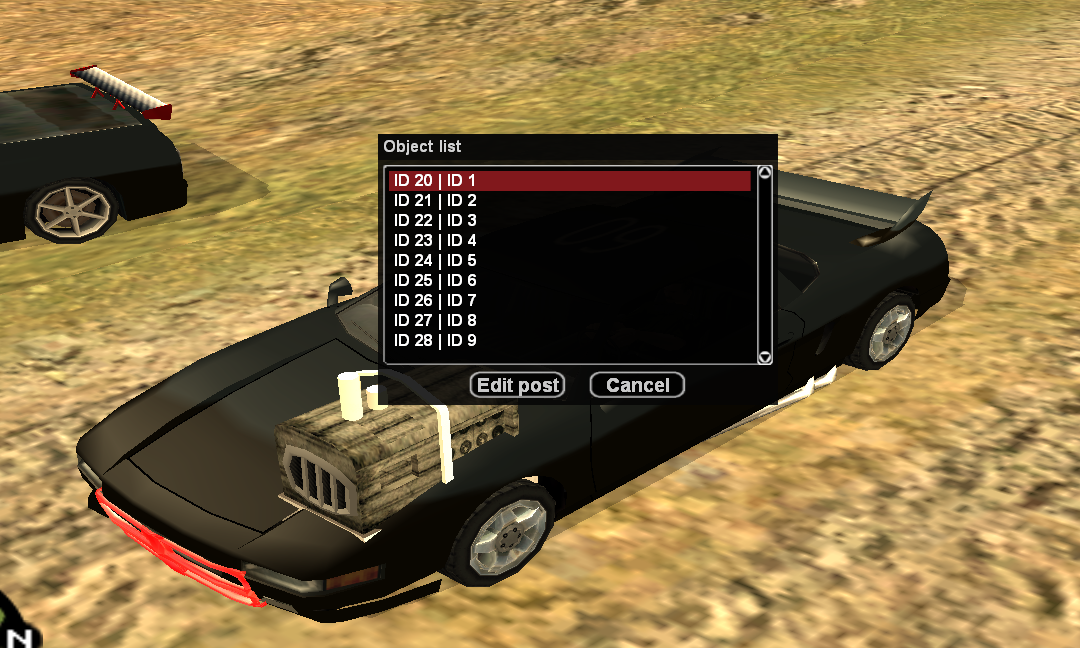 Object list
ID 20 | ID 1
ID 21 | ID 2
ID 22 | ID 3
ID 23 | ID 4
ID 24 | ID 5
ID 25 | ID 6
ID 26 | ID 7
ID 27 | ID 8
ID 28 | ID 9
Edit post Cancel
N